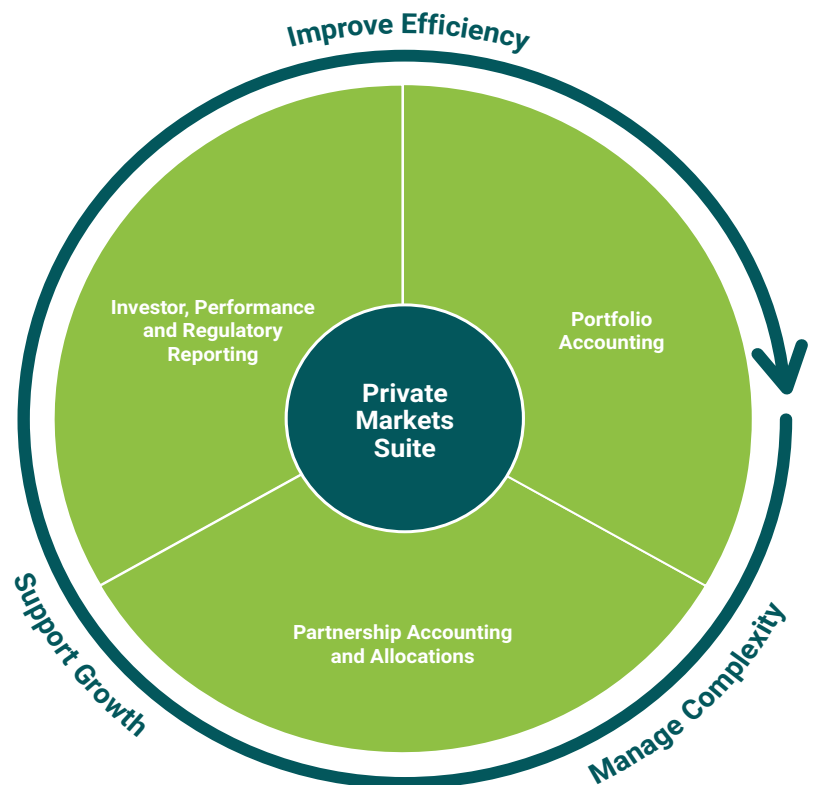 Improve Efficiency
Investor, Performance
and Regulatory
Reporting
Portfolio
Accounting
Private
Markets
Suite
Partnership Accounting
and Allocations
Support Growth
Manage Complexity